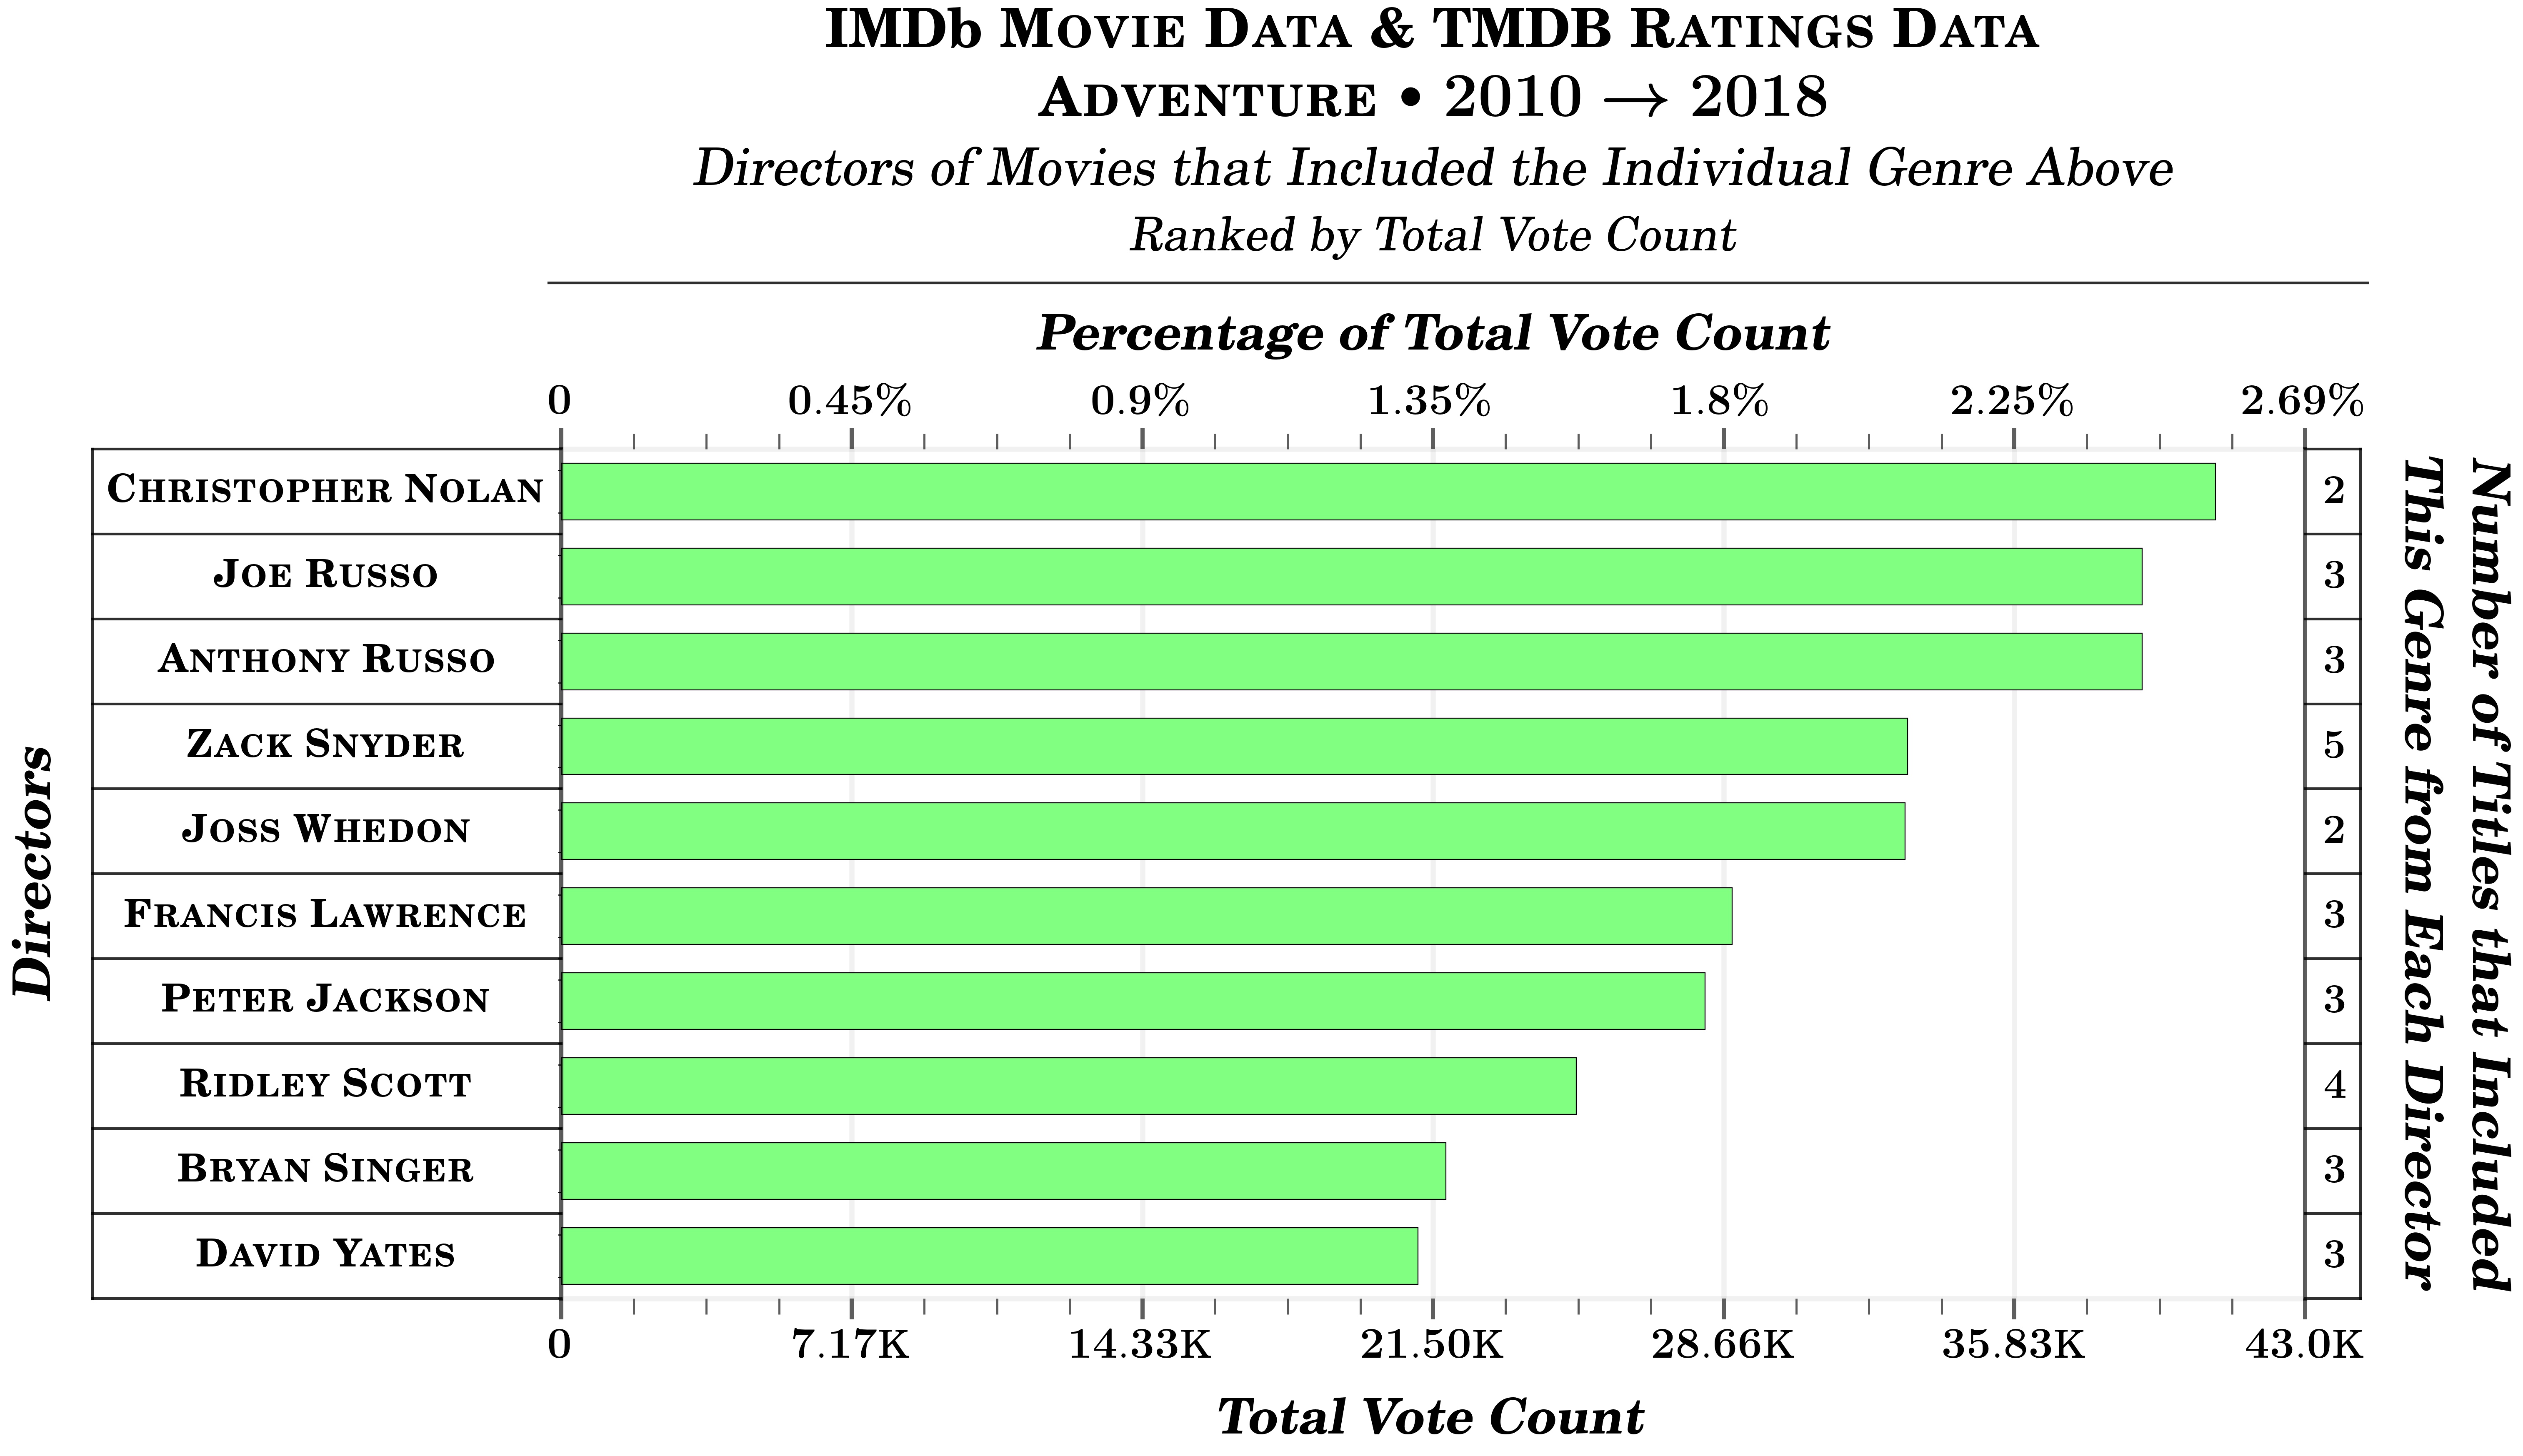 IMDb Movie Data & TMDB Ratings Data
Adventure • 2010 → 2018
Directors of Movies that Included the Individual Genre Above
Ranked by Total Vote Count
Percentage of Total Vote Count
0 0.45% 0.9% 1.35% 1.8% 2.25% 2.69%
Directors
Christopher Nolan 2
Joe Russo 3
Anthony Russo 3
Zack Snyder 5
Joss Whedon 2
Francis Lawrence 3
Peter Jackson 3
Ridley Scott 4
Bryan Singer 3
David Yates 3
Number of Titles that Included
This Genre from Each Director
0 7.17K 14.33K 21.50K 28.66K 35.83K 43.0K
Total Vote Count